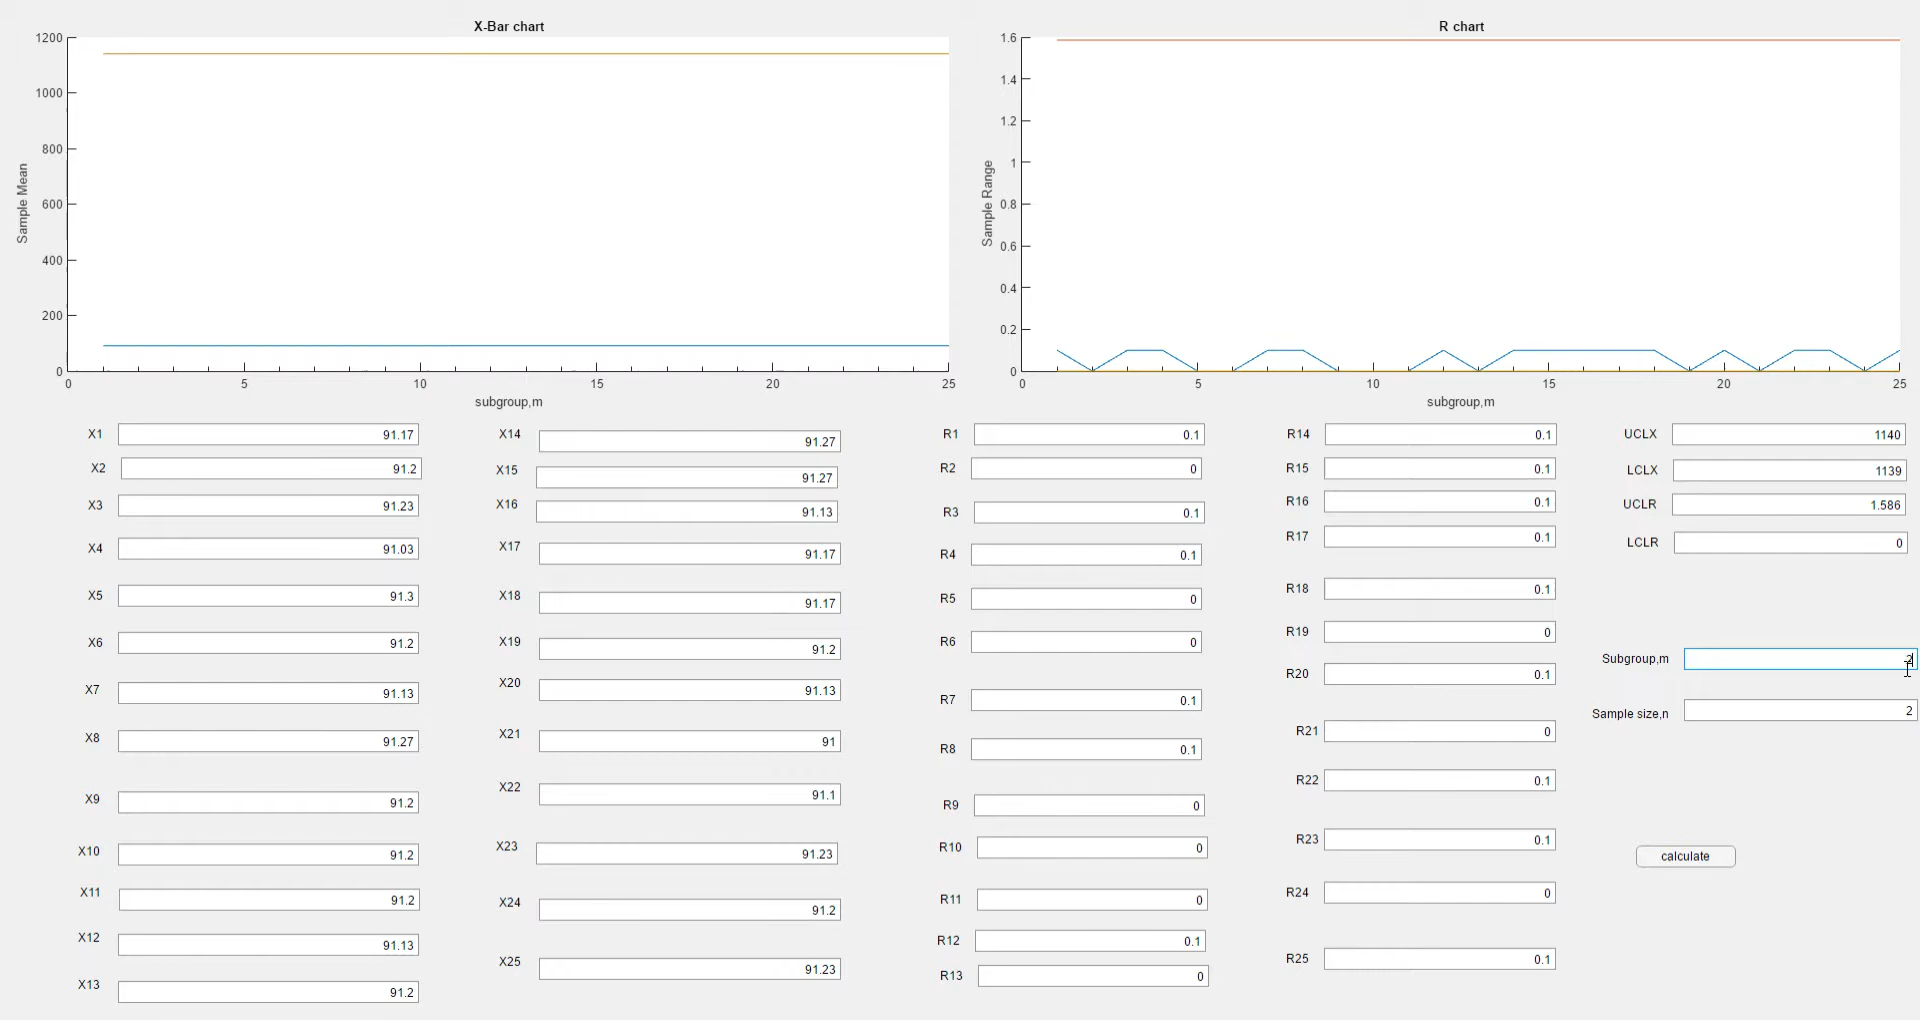 X-Bar chart
1200
1000
800
600
400
200
0
Sample Mean
0 5 10 15 20 25
subgroup,m
R chart
1.6
1.4
1.2
1
0.8
0.6
0.4
0.2
0
Sample Range
0 5 10 15 20 25
subgroup,m
X1 91.17
X2 91.2
X3 91.23
X4 91.03
X5 91.3
X6 91.2
X7 91.13
X8 91.27
X9 91.2
X10 91.2
X11 91.2
X12 91.13
X13 91.2
X14 91.27
X15 91.27
X16 91.13
X17 91.17
X18 91.17
X19 91.2
X20 91.13
X21 91
X22 91.1
X23 91.23
X24 91.2
X25 91.23
R1 0.1
R2 0
R3 0.1
R4 0.1
R5 0
R6 0
R7 0.1
R8 0.1
R9 0
R10 0
R11 0
R12 0.1
R13 0
R14 0.1
R15 0.1
R16 0.1
R17 0.1
R18 0.1
R19 0
R20 0.1
R21 0
R22 0.1
R23 0.1
R24 0
R25 0.1
UCLX 1140
LCLX 1139
UCLR 1.586
LCLR 0
Subgroup,m
Sample size,n 2
calculate